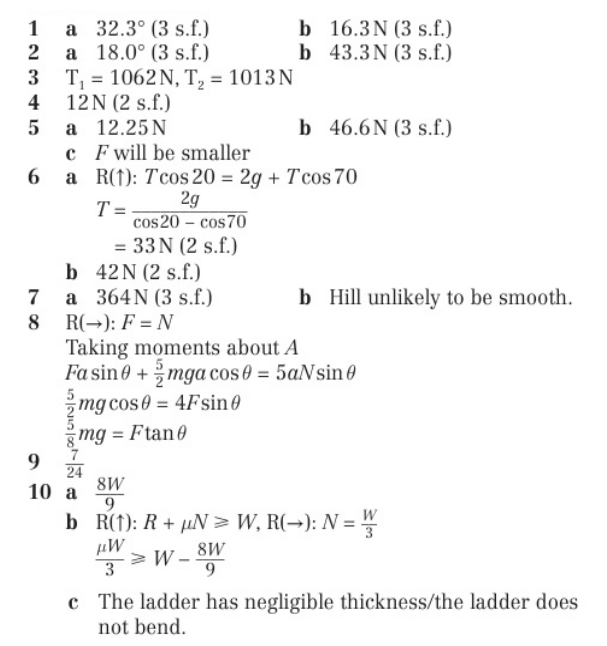 1 a 32.3° (3 s.f.) b 16.3 N (3 s.f.)
2 a 18.0° (3 s.f.) b 43.3 N (3 s.f.)
3 T₁ = 1062 N, T₂ = 1013 N
4 12 N (2 s.f.)
5 a 12.25 N b 46.6 N (3 s.f.)
c F will be smaller
6 a R(↑): T cos 20 = 2g + T cos 70
T = 2g / (cos 20 − cos 70)
= 33 N (2 s.f.)
b 42 N (2 s.f.)
7 a 364 N (3 s.f.) b Hill unlikely to be smooth.
8 R(→): F = N
Taking moments about A
Fa sin θ + 5/2 mga cos θ = 5aN sin θ
5/2 mg cos θ = 4F sin θ
5/8 mg = F tan θ
9 7/24
10 a 8W/9
b R(↑): R + μN ⩾ W, R(→): N = W/3
μW/3 ⩾ W − 8W/9
c The ladder has negligible thickness/the ladder does
not bend.